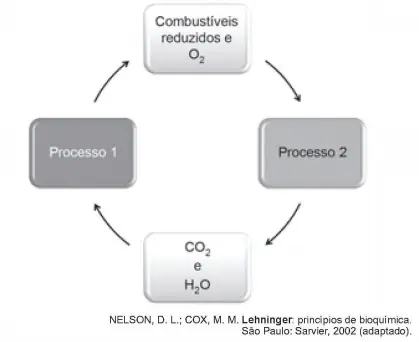 Combustíveis
reduzidos e
O₂
Processo 1
Processo 2
CO₂
e
H₂O
NELSON, D. L.; COX, M. M. Lehninger: princípios de bioquímica.
São Paulo: Sarvier, 2002 (adaptado).